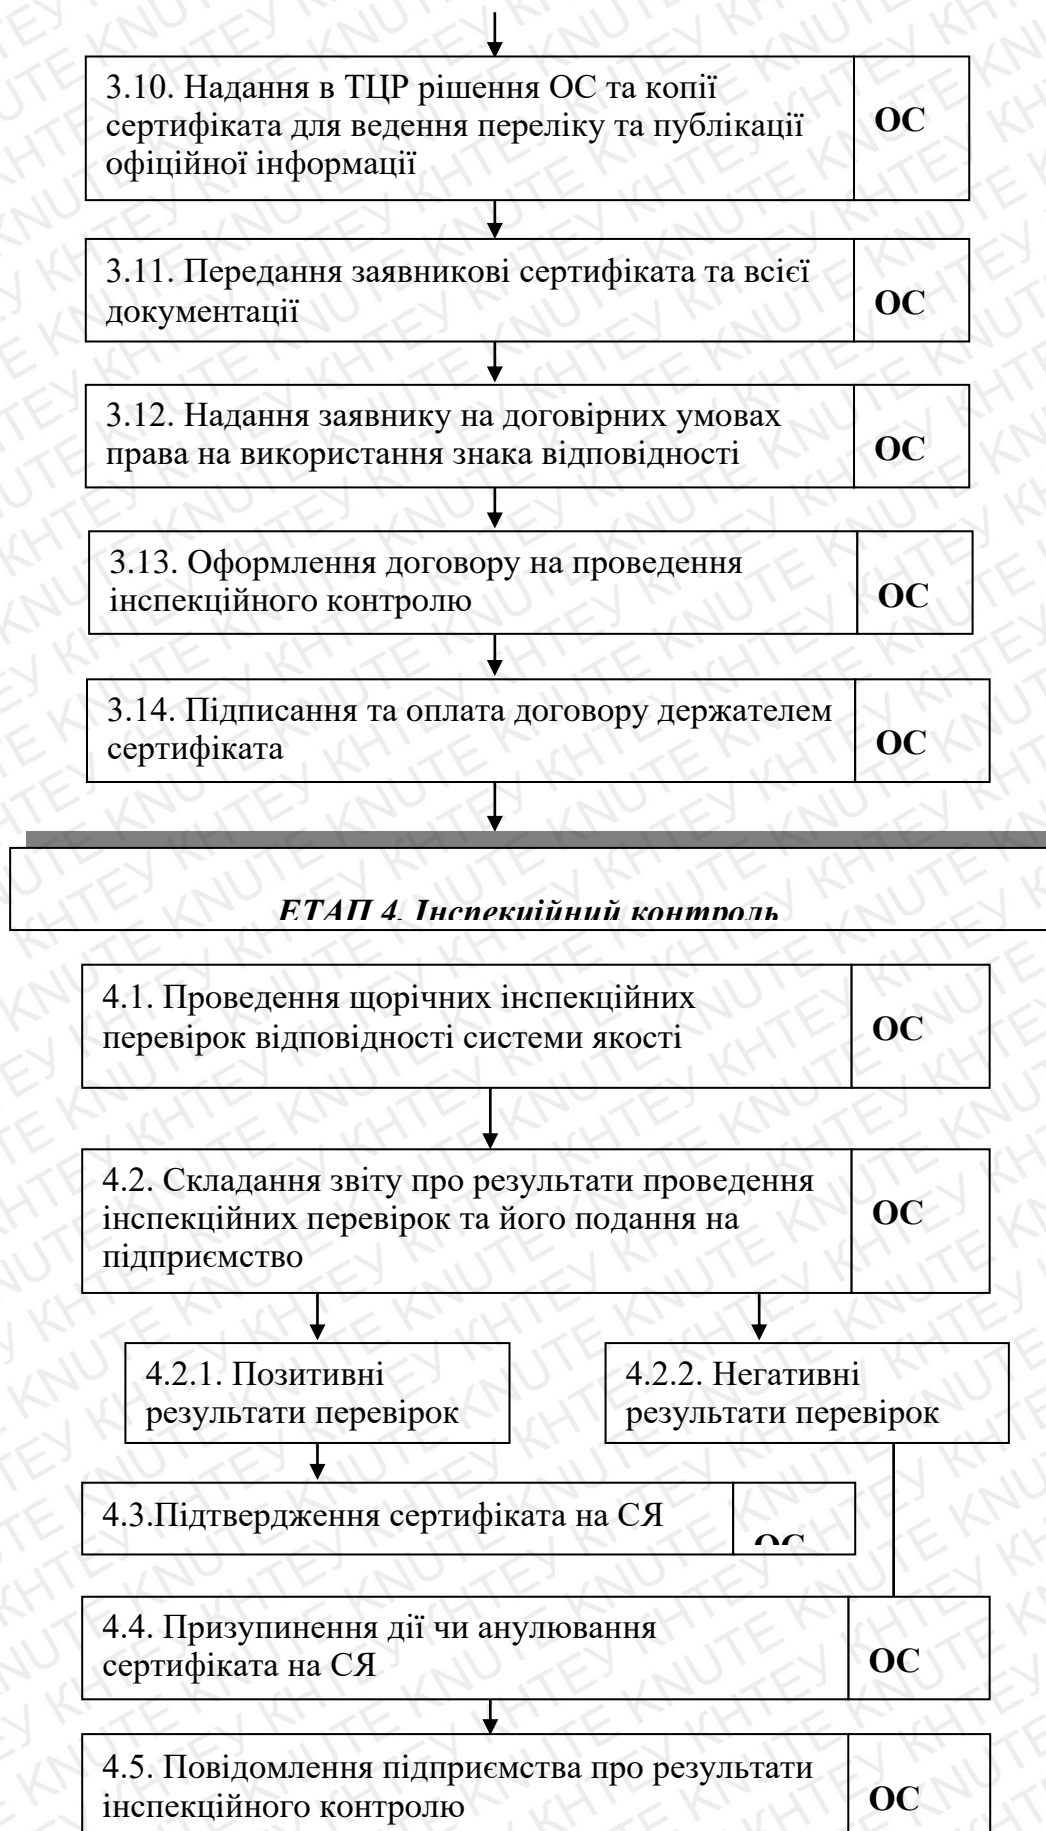 3.10. Надання в ТЦР рішення ОС та копії
сертифіката для ведення переліку та публікації
офіційної інформації
ОС
3.11. Передання заявникові сертифіката та всієї
документації
ОС
3.12. Надання заявнику на договірних умовах
права на використання знака відповідності
ОС
3.13. Оформлення договору на проведення
інспекційного контролю
ОС
3.14. Підписання та оплата договору держателем
сертифіката
ОС
ЕТАП 4. Інспекційний контроль
4.1. Проведення щорічних інспекційних
перевірок відповідності системи якості
ОС
4.2. Складання звіту про результати проведення
інспекційних перевірок та його подання на
підприємство
ОС
4.2.1. Позитивні
результати перевірок
4.2.2. Негативні
результати перевірок
4.3.Підтвердження сертифіката на СЯ
ОС
4.4. Призупинення дії чи анулювання
сертифіката на СЯ
ОС
4.5. Повідомлення підприємства про результати
інспекційного контролю
ОС